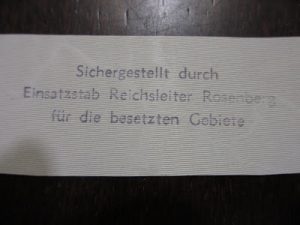 Sichergestellt durch
Einsatzstab Reichsleiter Rosenberg
für die besetzten Gebiete